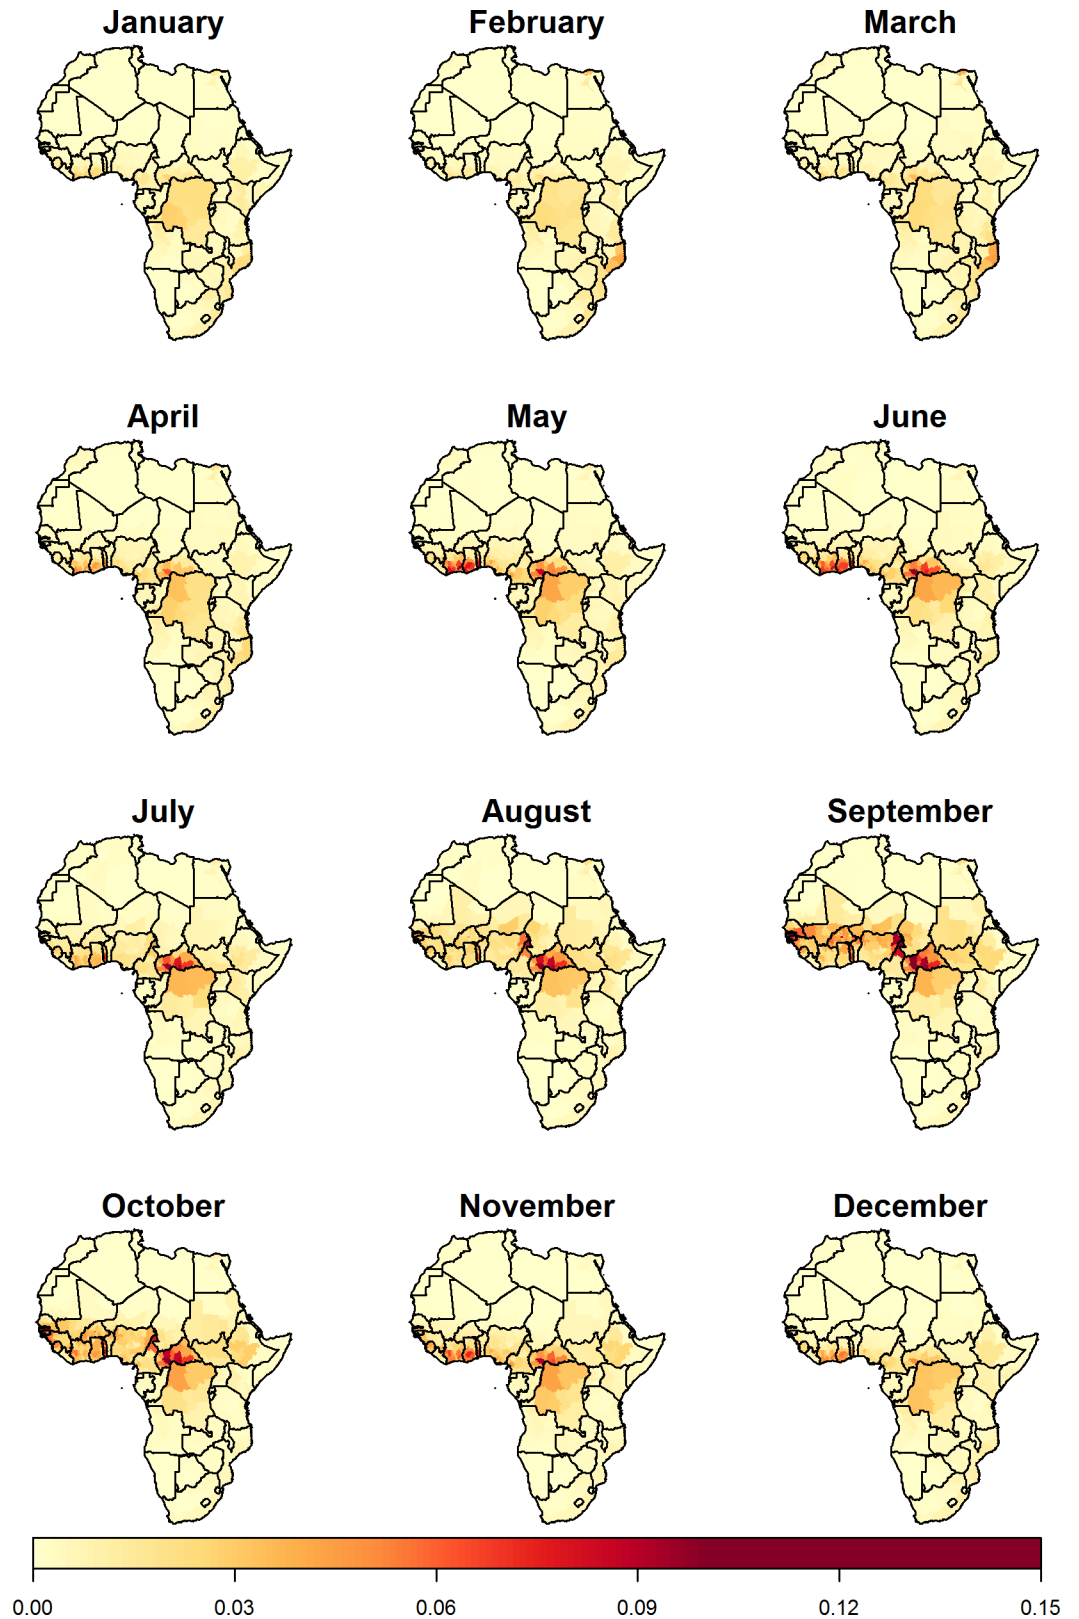 January February March
April May June
July August September
October November December
0.00 0.03 0.06 0.09 0.12 0.15